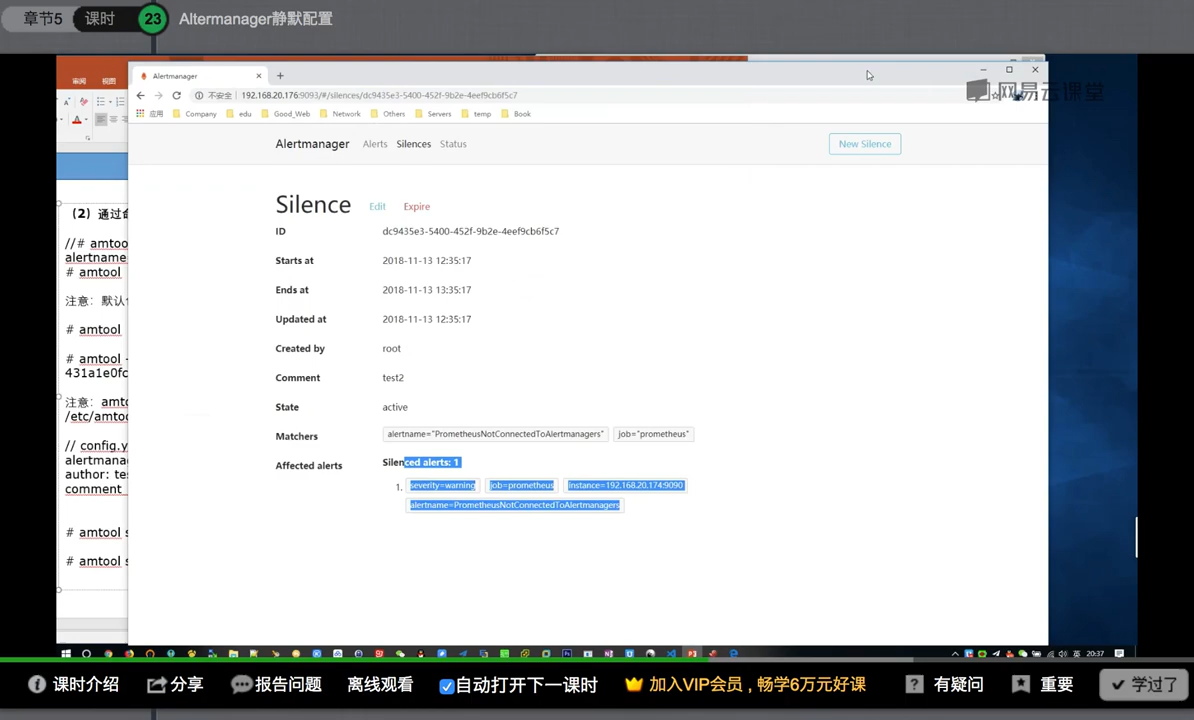 章节5 课时 23 Altermanager静默配置
Alertmanager
不安全 192.168.20.176:9093/#/silences/dc9435e3-5400-452f-9b2e-4eef9cb6f5c7
网易云课堂
应用 Company edu Good_Web Network Others Servers temp Book
审阅 视图
Alertmanager Alerts Silences Status New Silence
Silence Edit Expire
ID dc9435e3-5400-452f-9b2e-4eef9cb6f5c7
Starts at 2018-11-13 12:35:17
Ends at 2018-11-13 13:35:17
Updated at 2018-11-13 12:35:17
Created by root
Comment test2
State active
Matchers alertname="PrometheusNotConnectedToAlertmanagers" job="prometheus"
Affected alerts Silenced alerts: 1
1. severity=warning job=prometheus instance=192.168.20.174:9090
alertname=PrometheusNotConnectedToAlertmanagers
（2）通过
//# amtoo
alertname
# amtool
注意：默认
# amtool
# amtool
431a1e0fc
注意：amto
/etc/amtoo
// config.y
alertmana
author: te
comment
# amtool s
# amtool s
英 20:37
课时介绍 分享 报告问题 离线观看 自动打开下一课时 加入VIP会员，畅学6万元好课 有疑问 重要 学过了